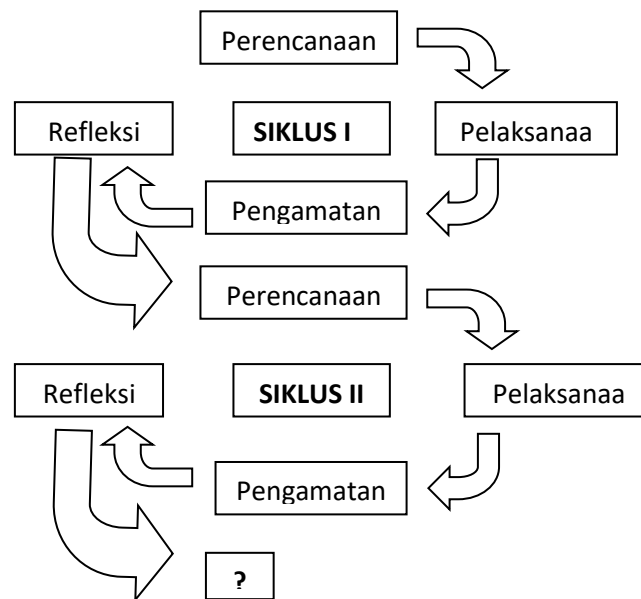 Perencanaan
Refleksi
SIKLUS I
Pelaksanaa
Pengamatan
Perencanaan
Refleksi
SIKLUS II
Pelaksanaa
Pengamatan
?